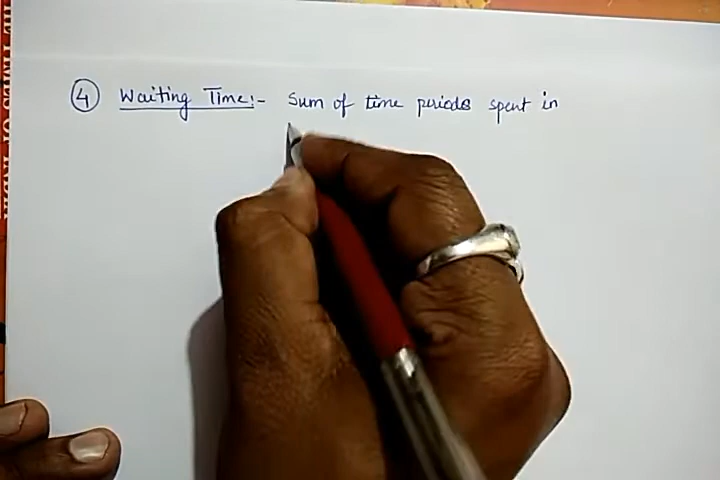 ④ Waiting Time:- Sum of time periods spent in